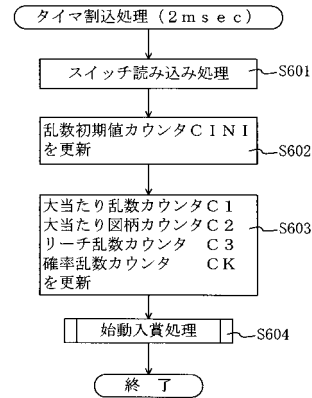 タイマ割込処理(2msec)
スイッチ読み込み処理
S601
乱数初期値カウンタCINI
を更新
S602
大当たり乱数カウンタC1
大当たり図柄カウンタC2
リーチ乱数カウンタ C3
確率乱数カウンタ CK
を更新
S603
始動入賞処理
S604
終了